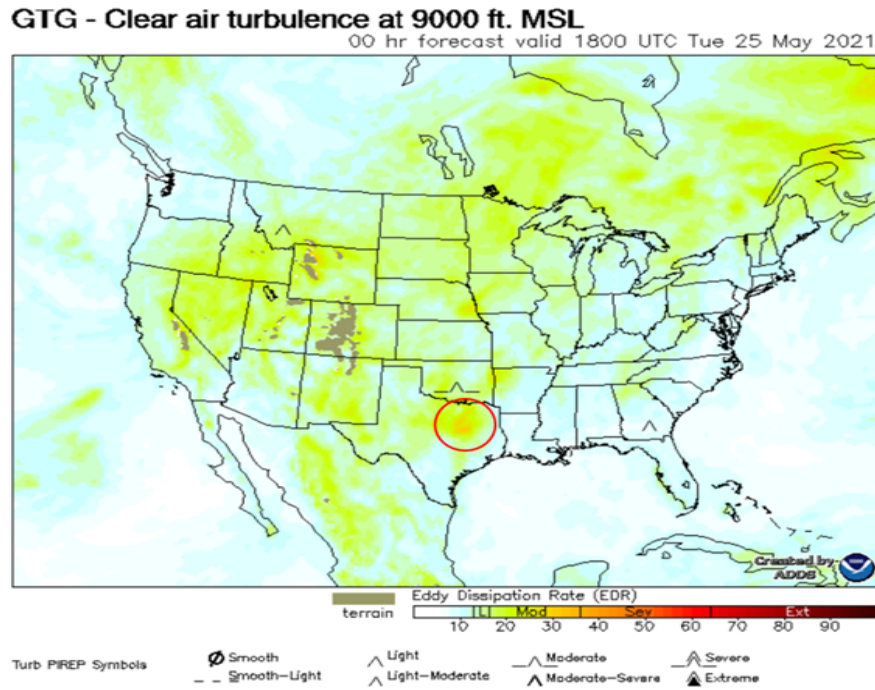 GTG - Clear air turbulence at 9000 ft. MSL
00 hr forecast valid 1800 UTC Tue 25 May 2021
Created by
ADDS
Eddy Dissipation Rate (EDR)
L Mod Sev Ext
terrain 10 20 30 40 50 60 70 80 90
Turb PIREP Symbols
Smooth Light Moderate Severe
Smooth-Light Light-Moderate Moderate-Severe Extreme